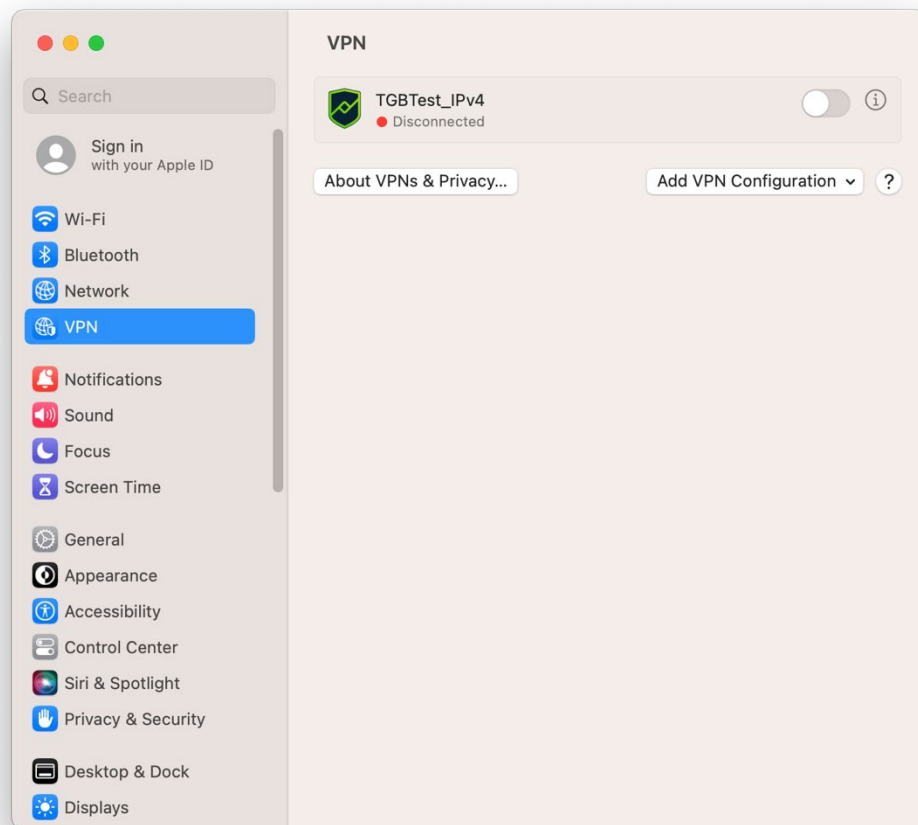 Search
Sign in
with your Apple ID
Wi-Fi
Bluetooth
Network
VPN
Notifications
Sound
Focus
Screen Time
General
Appearance
Accessibility
Control Center
Siri & Spotlight
Privacy & Security
Desktop & Dock
Displays
VPN
TGBTest_IPv4
Disconnected
About VPNs & Privacy...
Add VPN Configuration
?